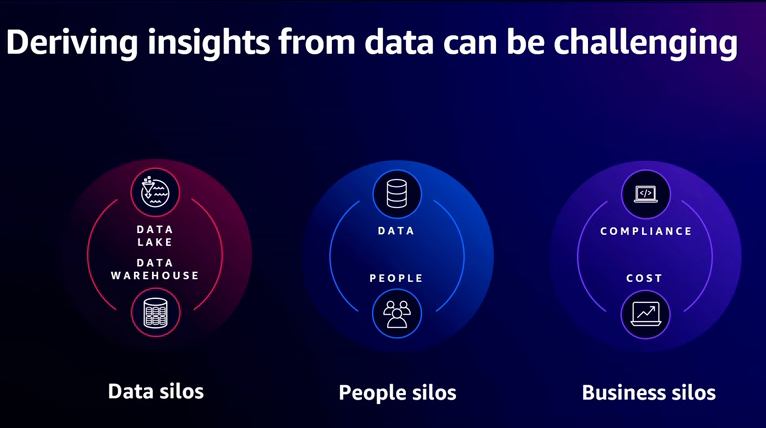 Deriving insights from data can be challenging
DATA
LAKE
DATA
WAREHOUSE
Data silos
DATA
PEOPLE
People silos
</>
COMPLIANCE
COST
Business silos